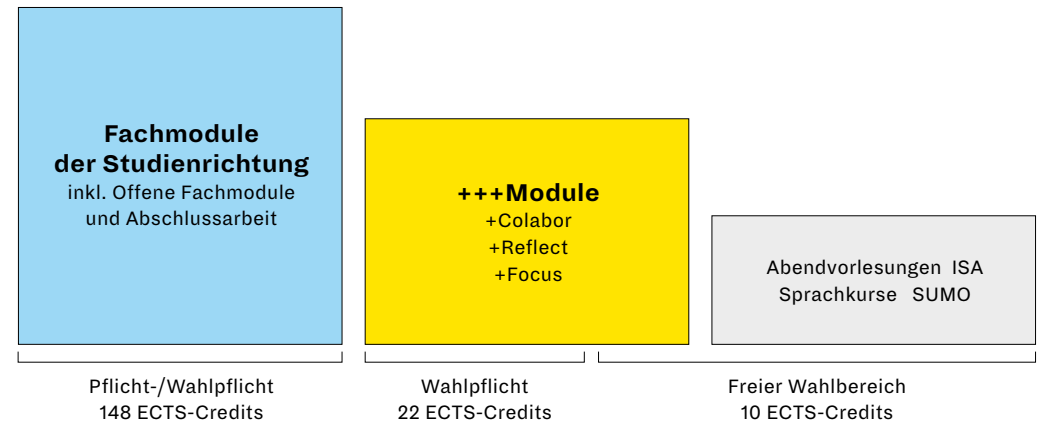 Fachmodule
der Studienrichtung
inkl. Offene Fachmodule
und Abschlussarbeit
+++Module
+Colabor
+Reflect
+Focus
Abendvorlesungen ISA
Sprachkurse SUMO
Pflicht-/Wahlpflicht
148 ECTS-Credits
Wahlpflicht
22 ECTS-Credits
Freier Wahlbereich
10 ECTS-Credits